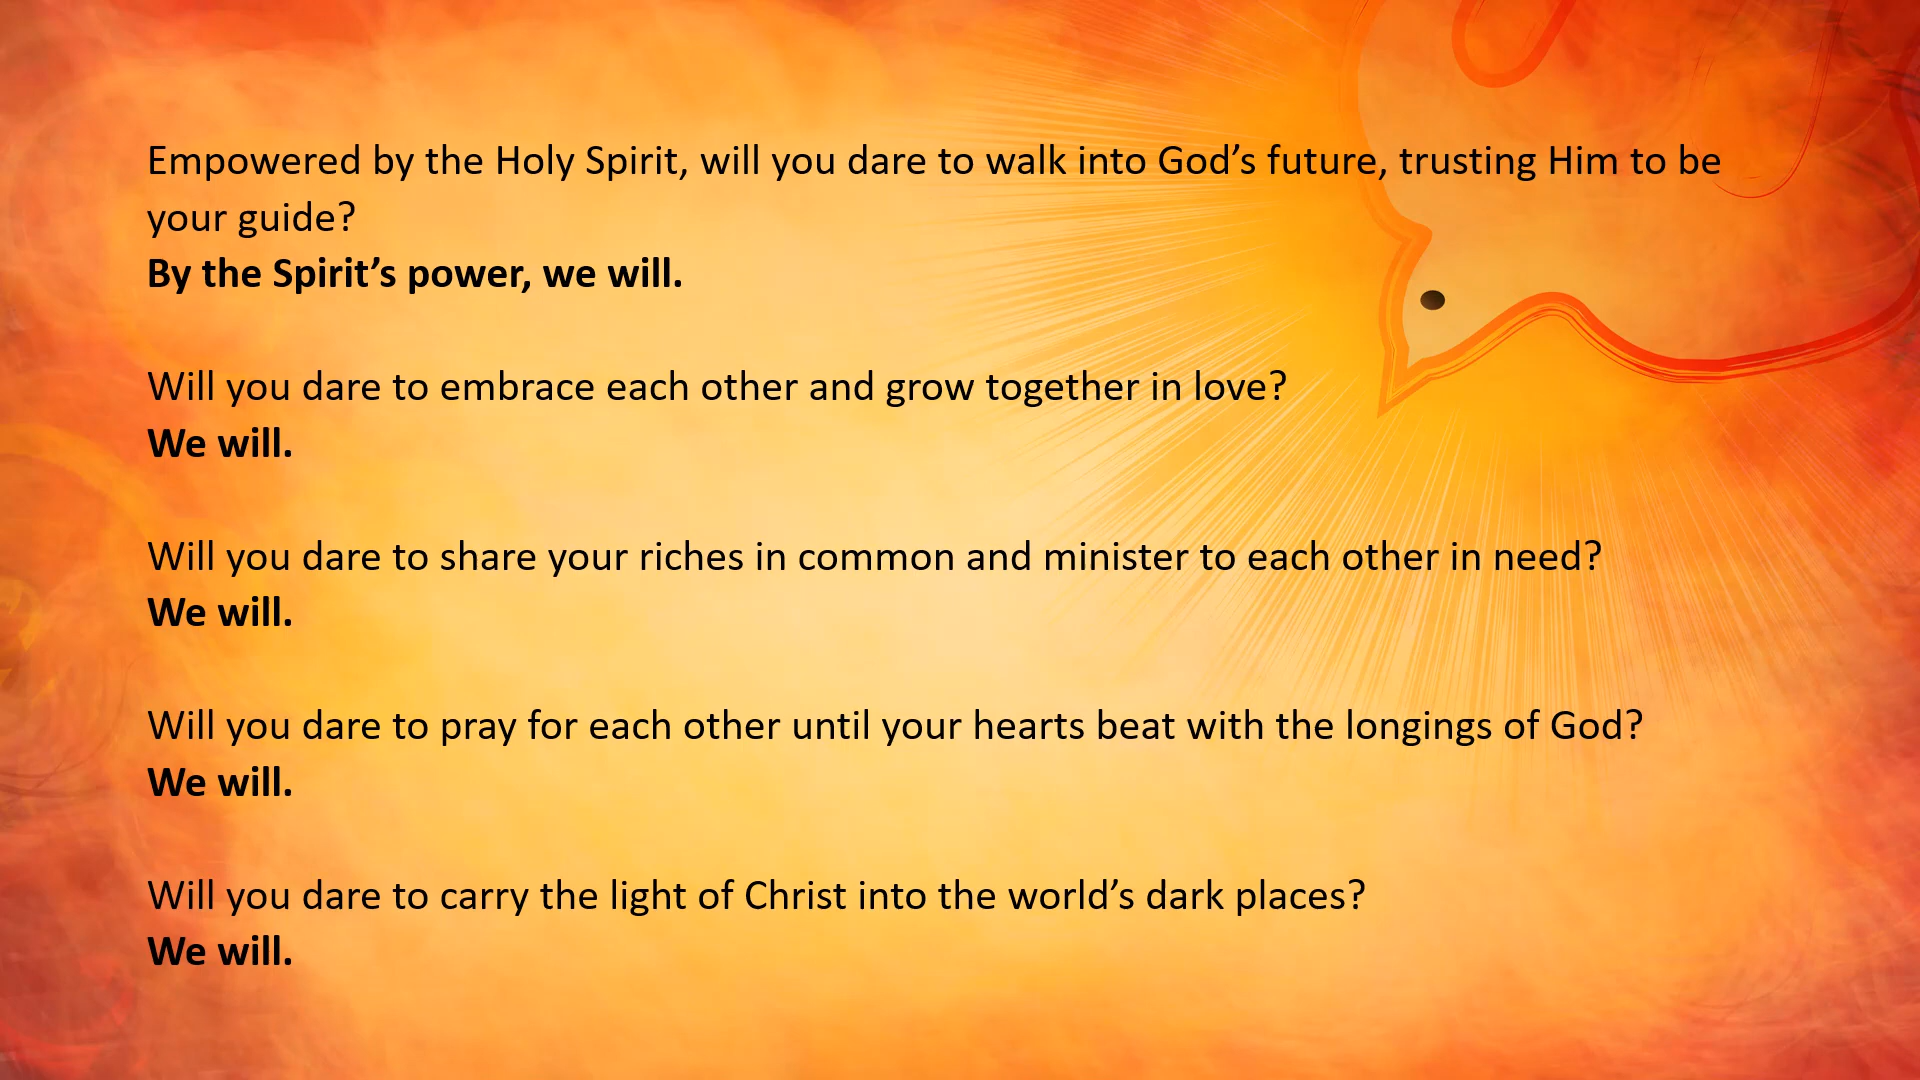 Empowered by the Holy Spirit, will you dare to walk into God’s future, trusting Him to be
your guide?
By the Spirit’s power, we will.
Will you dare to embrace each other and grow together in love?
We will.
Will you dare to share your riches in common and minister to each other in need?
We will.
Will you dare to pray for each other until your hearts beat with the longings of God?
We will.
Will you dare to carry the light of Christ into the world’s dark places?
We will.